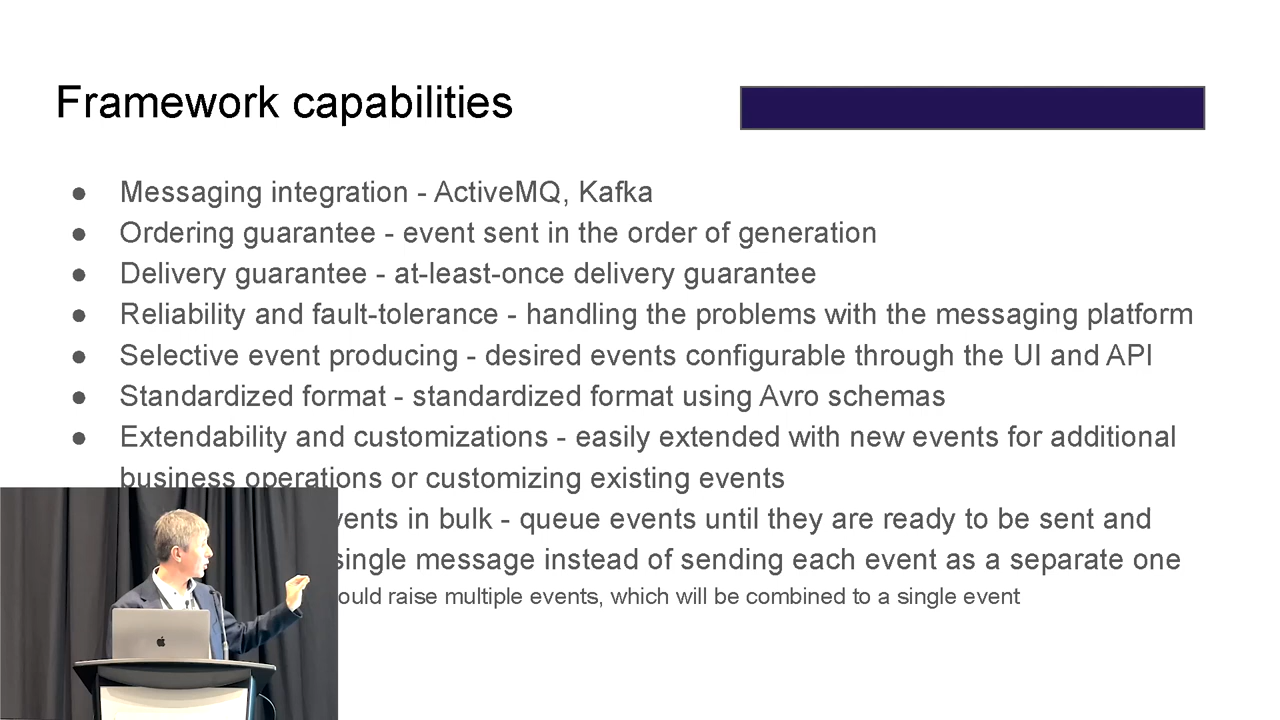 Framework capabilities
● Messaging integration - ActiveMQ, Kafka
● Ordering guarantee - event sent in the order of generation
● Delivery guarantee - at-least-once delivery guarantee
● Reliability and fault-tolerance - handling the problems with the messaging platform
● Selective event producing - desired events configurable through the UI and API
● Standardized format - standardized format using Avro schemas
● Extendability and customizations - easily extended with new events for additional
business operations or customizing existing events
vents in bulk - queue events until they are ready to be sent and
single message instead of sending each event as a separate one
ould raise multiple events, which will be combined to a single event